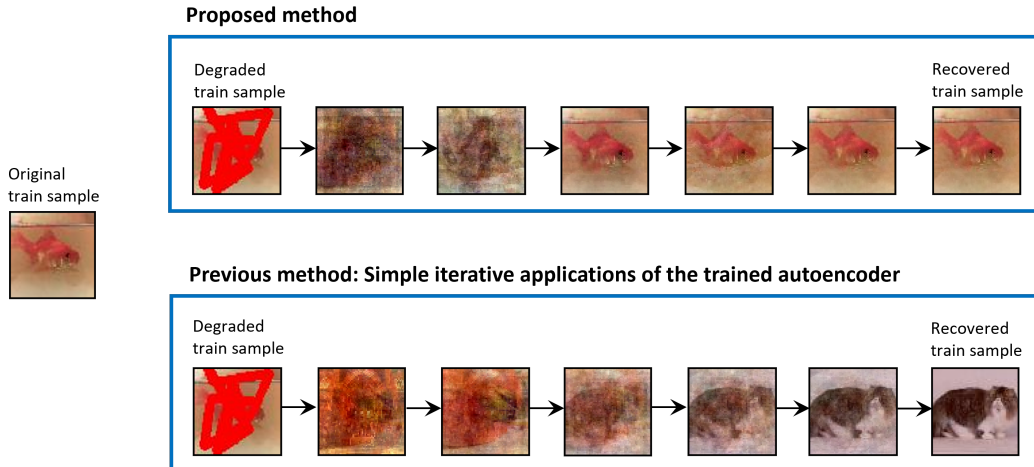 Proposed method
Degraded
train sample
Recovered
train sample
Original
train sample
Previous method: Simple iterative applications of the trained autoencoder
Degraded
train sample
Recovered
train sample